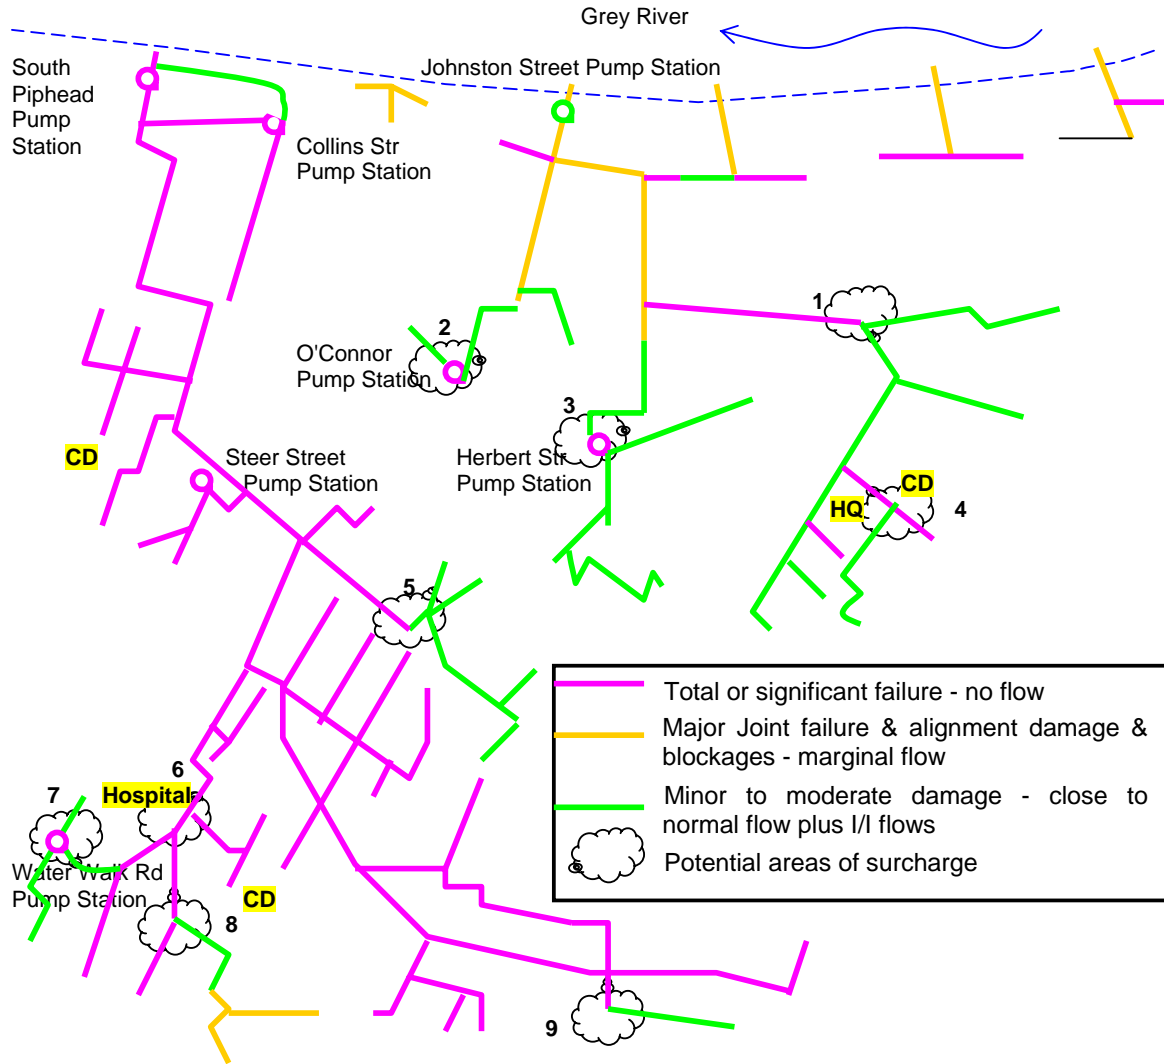 Grey River
South
Piphead
Pump
Station
Johnston Street Pump Station
Collins Str
Pump Station
1
2
O'Connor
Pump Station
3
CD
Steer Street
Pump Station
Herbert Str
Pump Station
CD
HQ
4
5
Total or significant failure - no flow
Major Joint failure & alignment damage &
blockages - marginal flow
Minor to moderate damage - close to
normal flow plus I/I flows
Potential areas of surcharge
6
Hospital
7
Water Walk Rd
Pump Station
CD
8
9